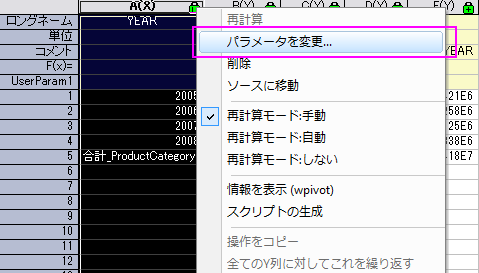 A(X) B(Y) C(Y) D(Y) E(Y)
ロングネーム YEAR
単位
コメント YEAR
F(x)=
UserParam1
1 2005 21E6
2 2006 58E6
3 2007 25E6
4 2008 38E6
5 合計_ProductCategory 18E7
6
7
8
9
10
11
12
13
再計算
パラメータを変更...
削除
ソースに移動
再計算モード:手動
再計算モード:自動
再計算モード:しない
情報を表示 (wpivot)
スクリプトの生成
操作をコピー
全てのY列に対してこれを繰り返す